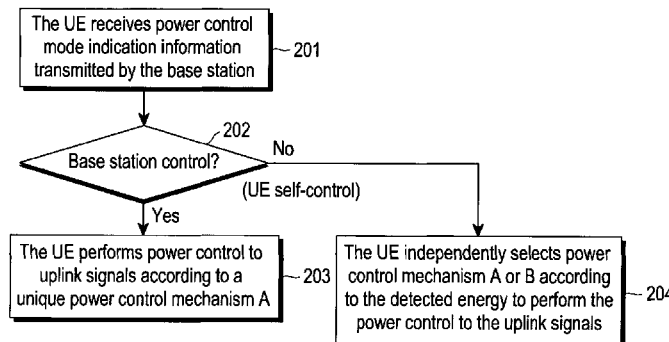 The UE receives power control
mode indication information
transmitted by the base station
201
202
Base station control?
No
(UE self-control)
Yes
The UE performs power control to
uplink signals according to a
unique power control mechanism A
203
The UE independently selects power
control mechanism A or B according
to the detected energy to perform the
power control to the uplink signals
204